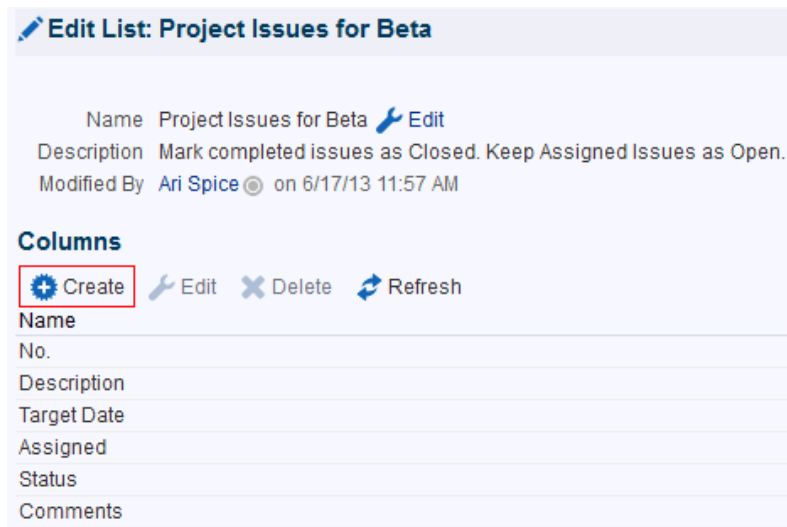 Edit List: Project Issues for Beta
Name Project Issues for Beta Edit
Description Mark completed issues as Closed. Keep Assigned Issues as Open.
Modified By Ari Spice on 6/17/13 11:57 AM
Columns
Create Edit Delete Refresh
Name
No.
Description
Target Date
Assigned
Status
Comments